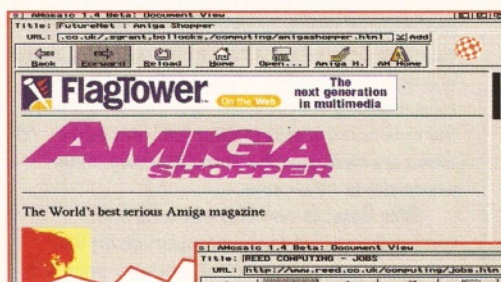 AMosaic 1.4 Beta: Document View
Title: FutureNet : Amiga Shopper
URL: .co.uk/,sgrant,bollocks,/computing/amigashopper.html Add
Back Forward Reload Home Open... Amiga H. AM Home
FlagTower On the Web The next generation in multimedia
AMIGA SHOPPER
The World's best serious Amiga magazine
AMosaic 1.4 Beta: Document View
Title: REED COMPUTING - JOBS
URL: http://www.reed.co.uk/computing/jobs.htm